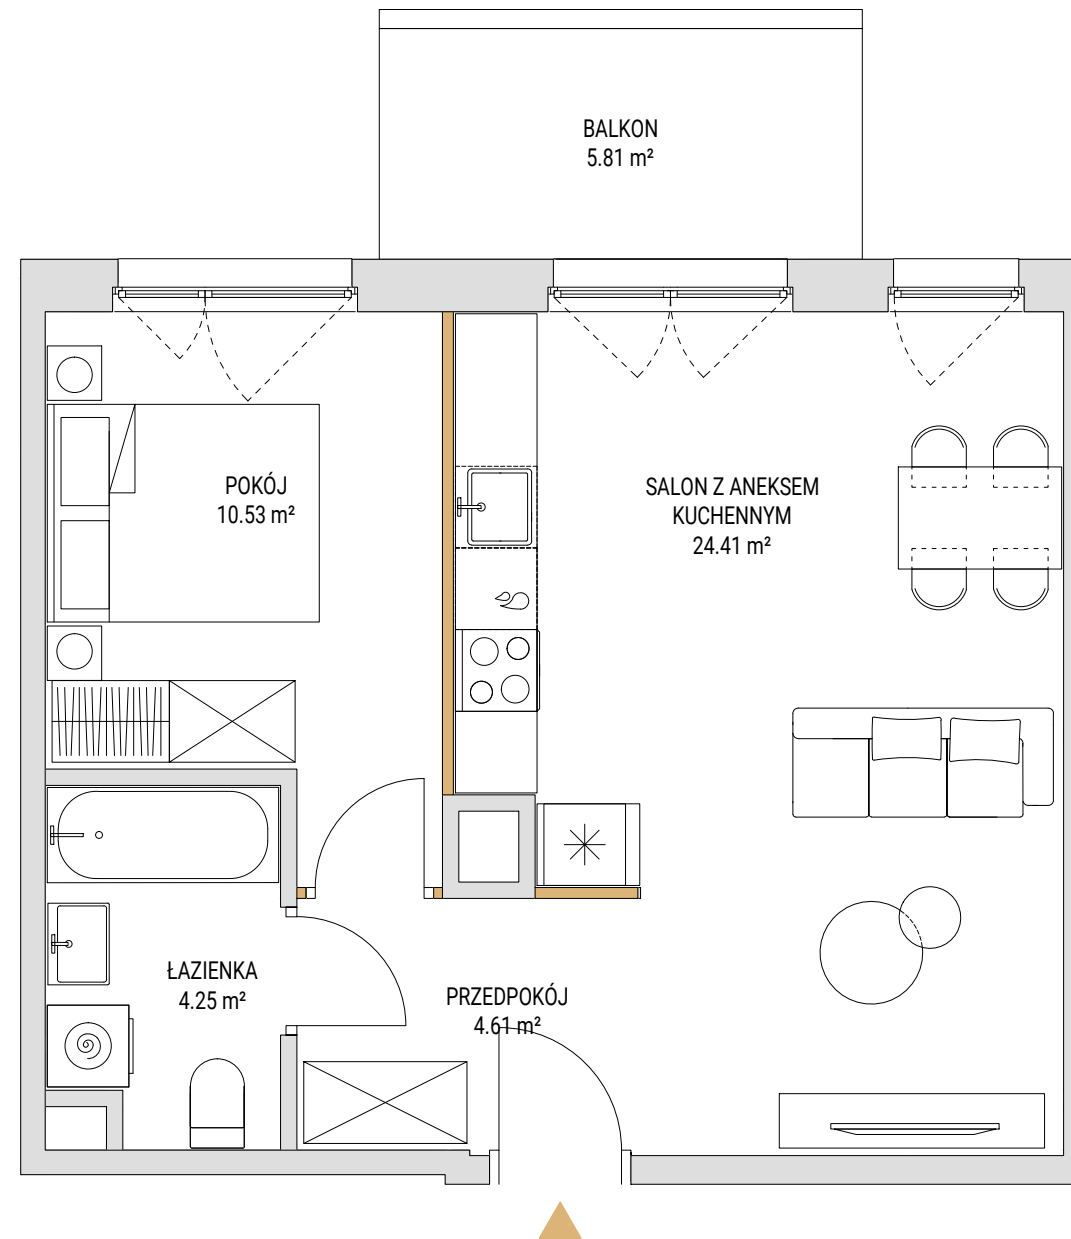 BALKON
5.81 m²
POKÓJ
10.53 m²
SALON Z ANEKSEM
KUCHENNYM
24.41 m²
ŁAZIENKA
4.25 m²
PRZEDPOKÓJ
4.61 m²